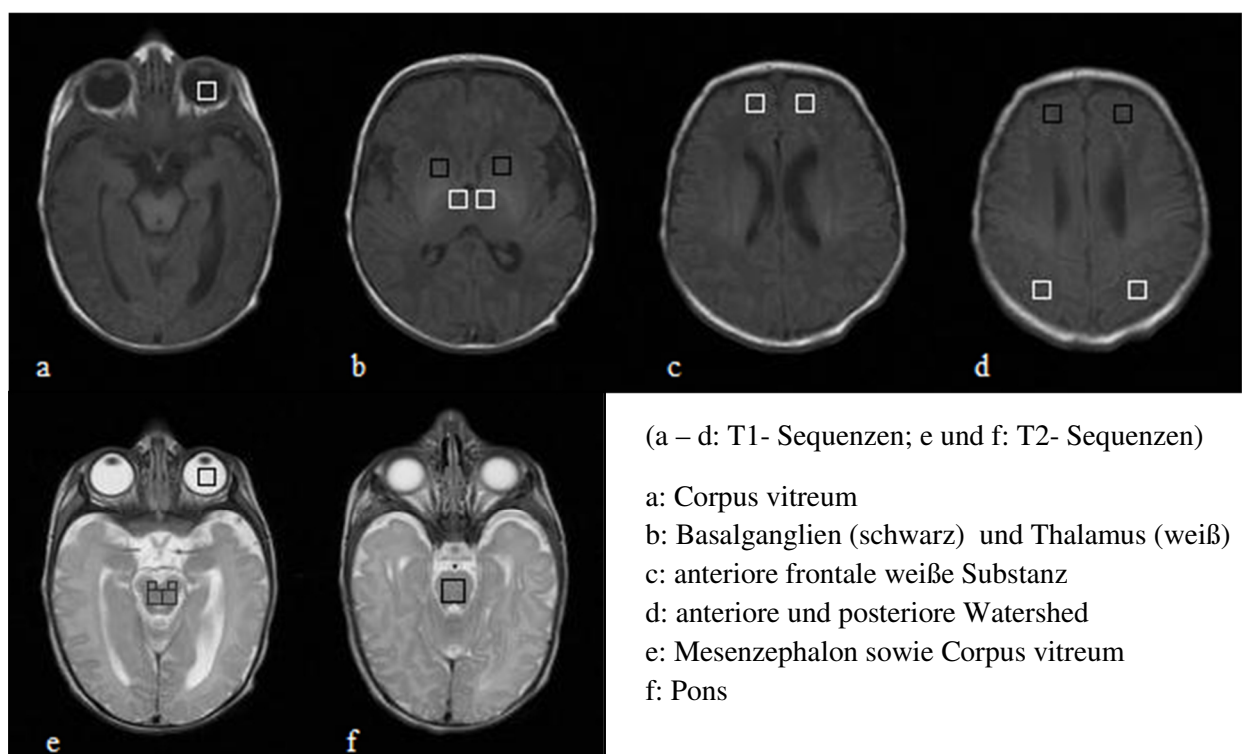 a
b
c
d
e
f
(a – d: T1- Sequenzen; e und f: T2- Sequenzen)
a: Corpus vitreum
b: Basalganglien (schwarz)  und Thalamus (weiß)
c: anteriore frontale weiße Substanz
d: anteriore und posteriore Watershed
e: Mesenzephalon sowie Corpus vitreum
f: Pons